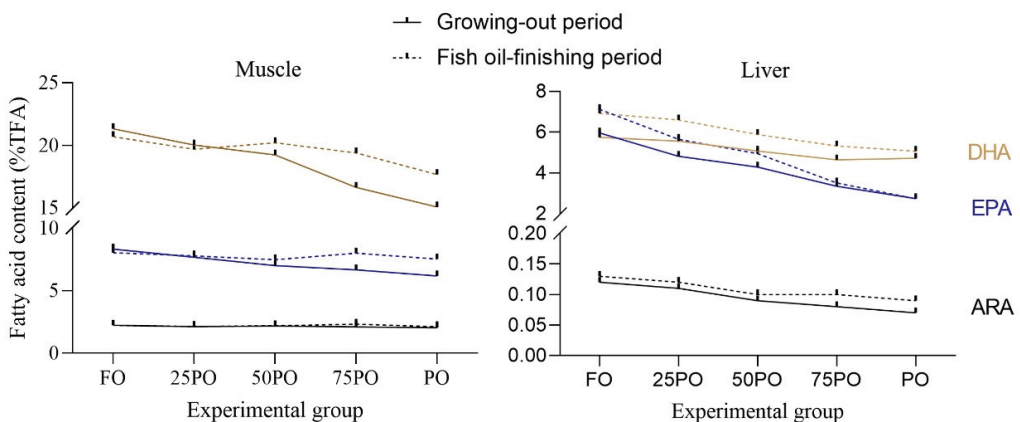 Growing-out period
Fish oil-finishing period
Muscle
Liver
Fatty acid content (%TFA)
25
20
15
10
5
0
FO 25PO 50PO 75PO PO
Experimental group
8
6
4
2
0.20
0.15
0.10
0.05
0.00
FO 25PO 50PO 75PO PO
Experimental group
DHA
EPA
ARA